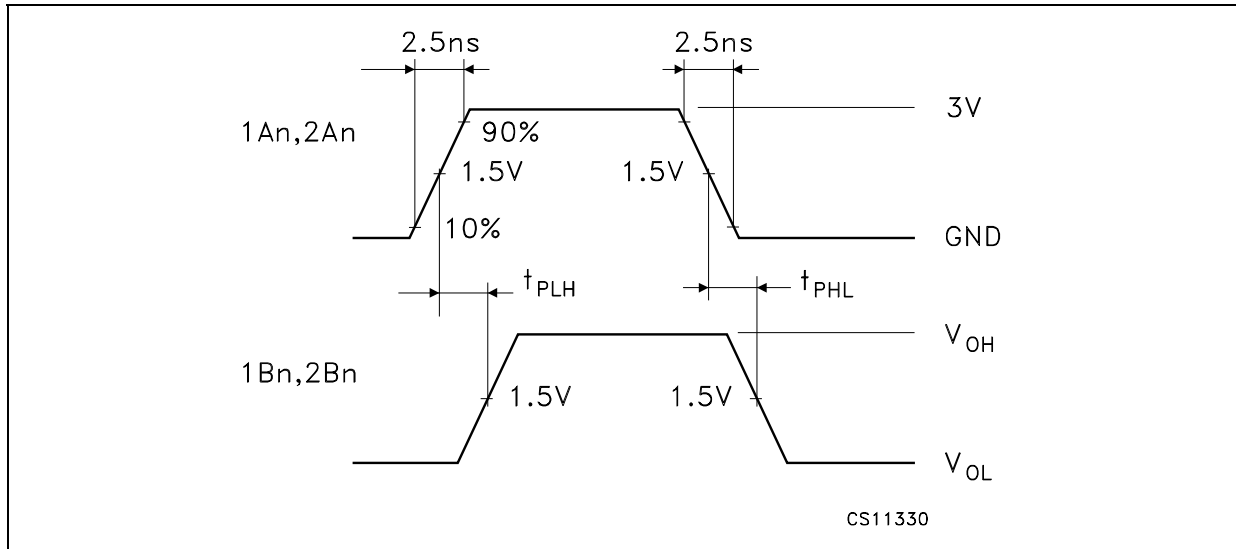 2.5ns 2.5ns
3V
1An,2An
90%
1.5V 1.5V
10%
GND
tPLH tPHL
VOH
1Bn,2Bn
1.5V 1.5V
VOL
CS11330